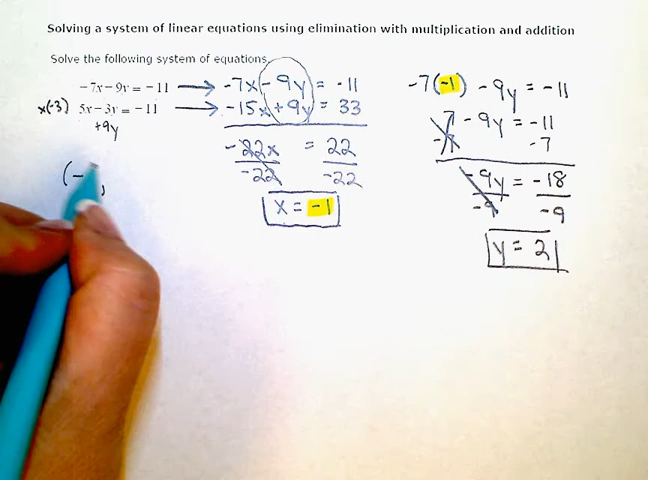 Solving a system of linear equations using elimination with multiplication and addition
Solve the following system of equations.
-7x - 9y = -11 → -7x - 9y = -11
x(-3) 5x - 3y = -11 → -15x + 9y = 33
+9y
-22x = 22
-22 -22
x = -1
(-
,
-7(-1) - 9y = -11
7 - 9y = -11
-7 -7
-9y = -18
-9 -9
y = 2